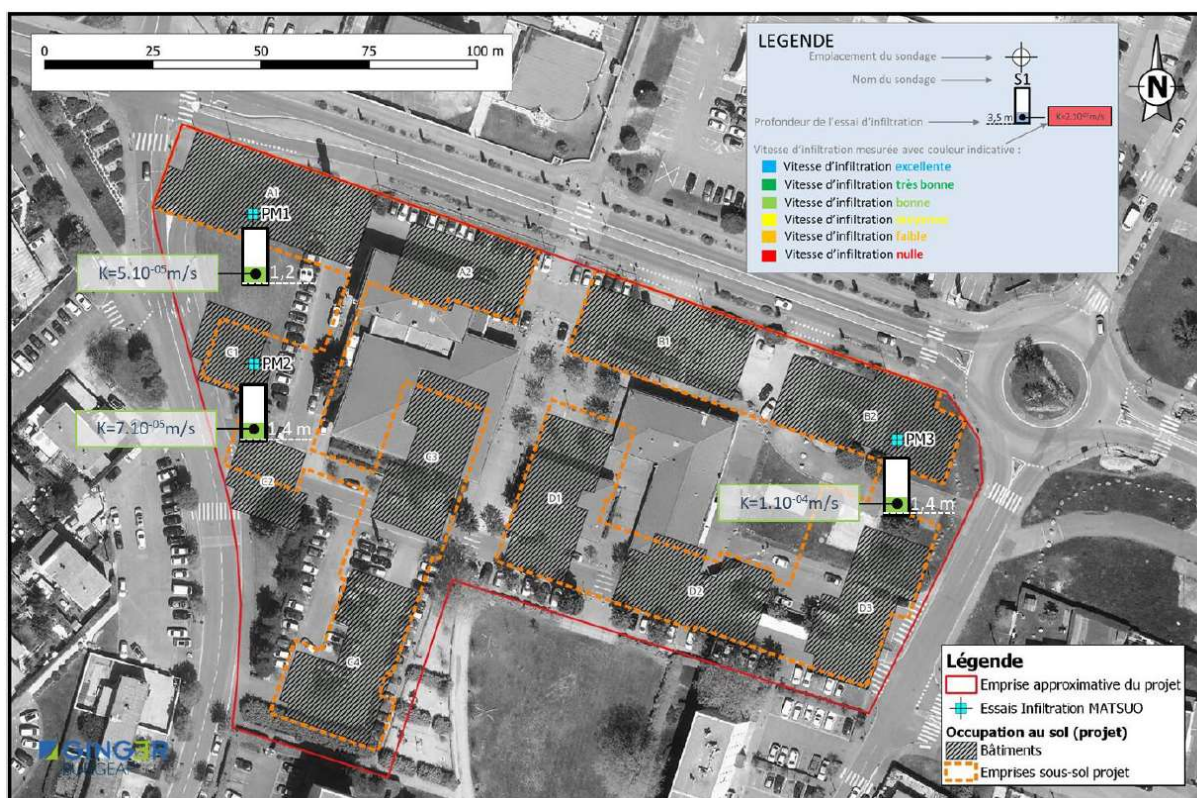 0 25 50 75 100 m
LEGENDE
Emplacement du sondage
Nom du sondage
S1
Profondeur de l'essai d'infiltration
3,5 m
K=2.10⁻⁰⁷m/s
Vitesse d'infiltration mesurée avec couleur indicative :
Vitesse d'infiltration excellente
Vitesse d'infiltration très bonne
Vitesse d'infiltration bonne
Vitesse d'infiltration
Vitesse d'infiltration faible
Vitesse d'infiltration nulle
N
A1
PM1
K=5.10⁻⁰⁵m/s
1,2
A2
B1
C1
PM2
K=7.10⁻⁰⁵m/s
1,4 m
B2
PM3
C2
C3
D1
K=1.10⁻⁰⁴m/s
1,4 m
D2
D3
C4
Légende
Emprise approximative du projet
Essais Infiltration MATSUO
Occupation au sol (projet)
Bâtiments
Emprises sous-sol projet
GINGER
BURGEAP